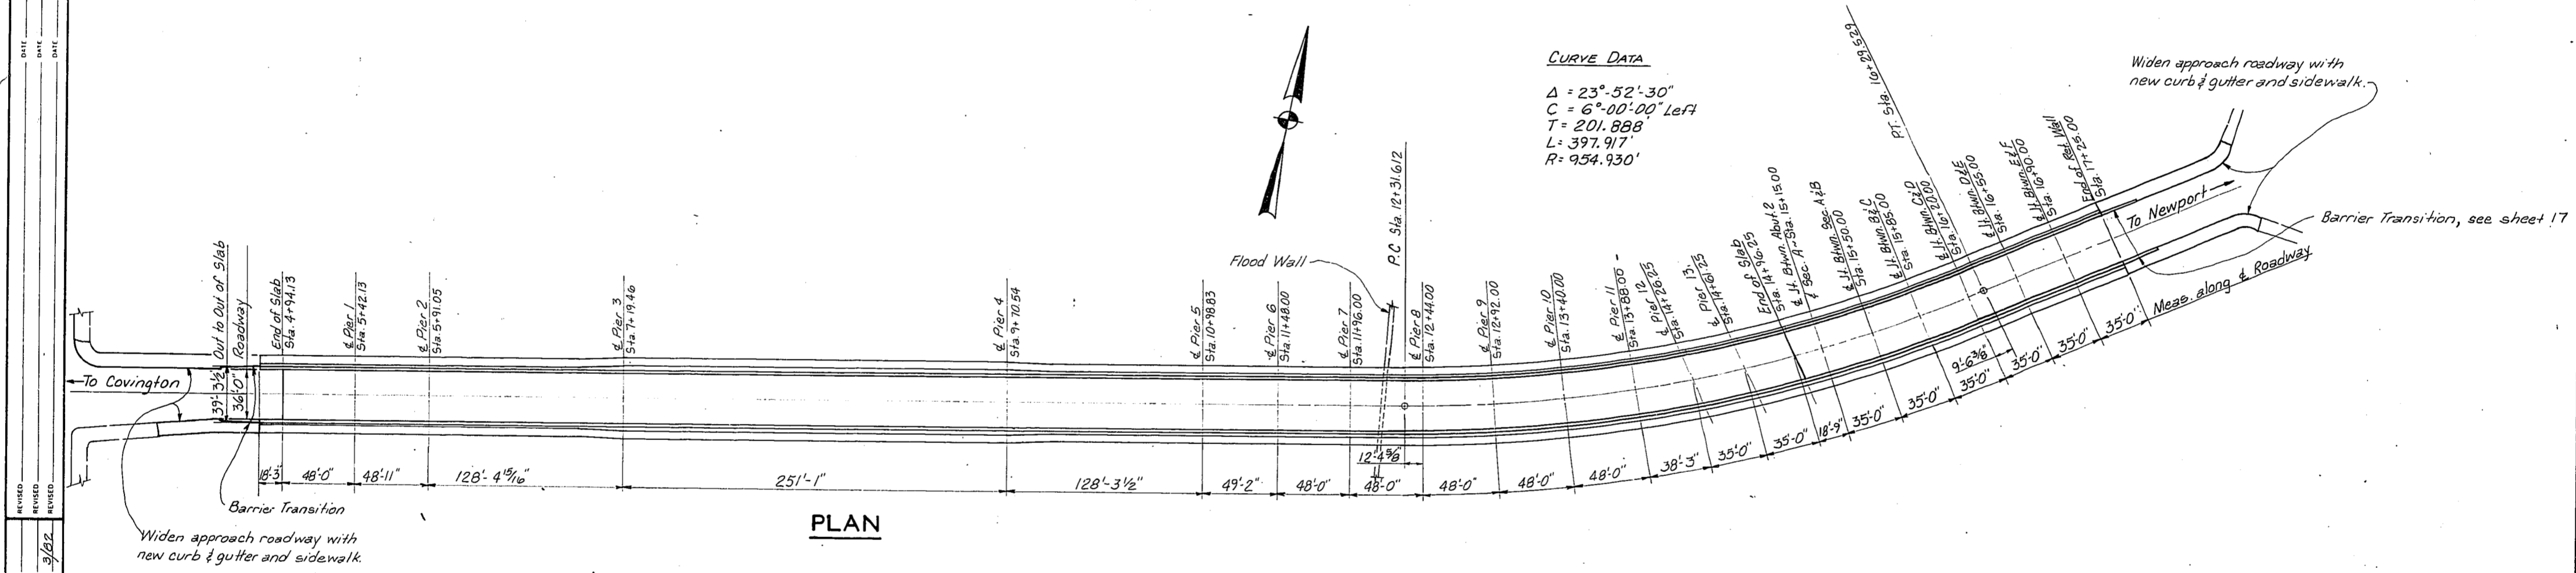 REVISED
DATE
REVISED
DATE
REVISED
DATE
3/82
CURVE DATA
Δ = 23°-52'-30"
C = 6°-00'-00" Left
T = 201.888'
L = 397.917'
R = 954.930'
P.T. Sta. 16+29.529
Widen approach roadway with
new curb & gutter and sidewalk.
To Newport
Barrier Transition, see sheet 17
Meas. along ℄ Roadway
Flood Wall
P.C Sta. 12+31.612
To Covington
39'-3½" Out to Out of Slab
36'-0" Roadway
End of Slab
Sta. 4+94.13
℄ Pier 1
Sta. 5+42.13
℄ Pier 2
Sta. 5+91.05
℄ Pier 3
Sta. 7+19.46
℄ Pier 4
Sta. 9+70.54
℄ Pier 5
Sta. 10+98.83
℄ Pier 6
Sta. 11+48.00
℄ Pier 7
Sta. 11+96.00
℄ Pier 8
Sta. 12+44.00
℄ Pier 9
Sta. 12+92.00
℄ Pier 10
Sta. 13+40.00
℄ Pier 11
Sta. 13+88.00
℄ Pier 12
Sta. 14+26.25
℄ Pier 13
Sta. 14+61.25
End of Slab
Sta. 14+96.25
℄ Jt. Btwn. Abut. 2
& Sec. A ~ Sta. 15+15.00
℄ Jt. Btwn. Sec. A & B
Sta. 15+50.00
℄ Jt. Btwn. B & C
Sta. 15+85.00
℄ Jt. Btwn. C & D
Sta. 16+20.00
℄ Jt. Btwn. D & E
Sta. 16+55.00
℄ Jt. Btwn. E & F
Sta. 16+90.00
End of Ret. Wall
Sta. 17+25.00
18'-3"
48'-0"
48'-11"
128'-4 15/16"
251'-1"
128'-3½"
49'-2"
48'-0"
48'-0"
12'-4⅝"
48'-0"
48'-0"
48'-0"
38'-3"
35'-0"
35'-0"
18'-9"
35'-0"
35'-0"
35'-0"
9'-6⅜"
35'-0"
35'-0"
35'-0"
Barrier Transition
Widen approach roadway with
new curb & gutter and sidewalk.
PLAN